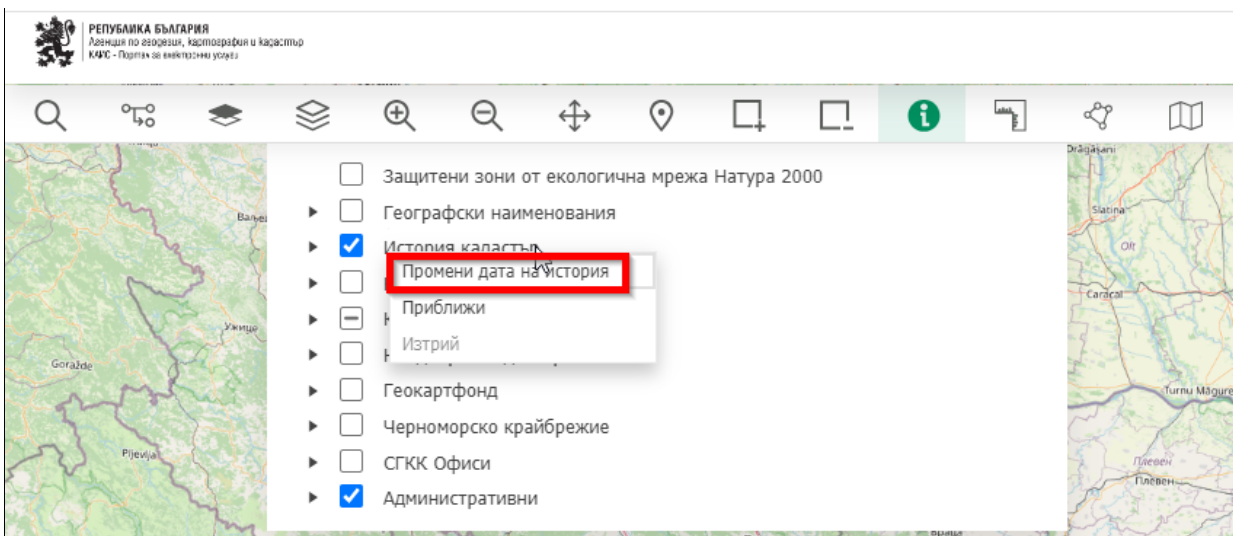 РЕПУБЛИКА БЪЛГАРИЯ
Агенция по геодезия, картография и кадастър
КАИС - Портал за електронни услуги
Drăgășani
Защитени зони от екологична мрежа Натура 2000
Slatina
Географски наименования
Olt
История кадастър
Промени дата на история
Caracal
Приближи
Ужице
Изтрий
Goražde
Геокартфонд
Turnu Măgure
Черноморско крайбрежие
Pljevlja
СГКК Офиси
Плевен
Плевен
Административни
Враца